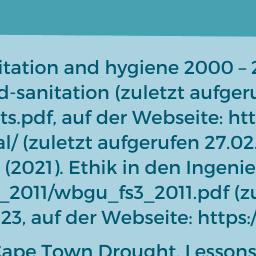 itation and hygiene 2000 – 2
d-sanitation (zuletzt aufgeru
ts.pdf, auf der Webseite: htt
al/ (zuletzt aufgerufen 27.02.
(2021). Ethik in den Ingenie
_2011/wbgu_fs3_2011.pdf (zu
23, auf der Webseite: https:/
Cape Town Drought. Lessons